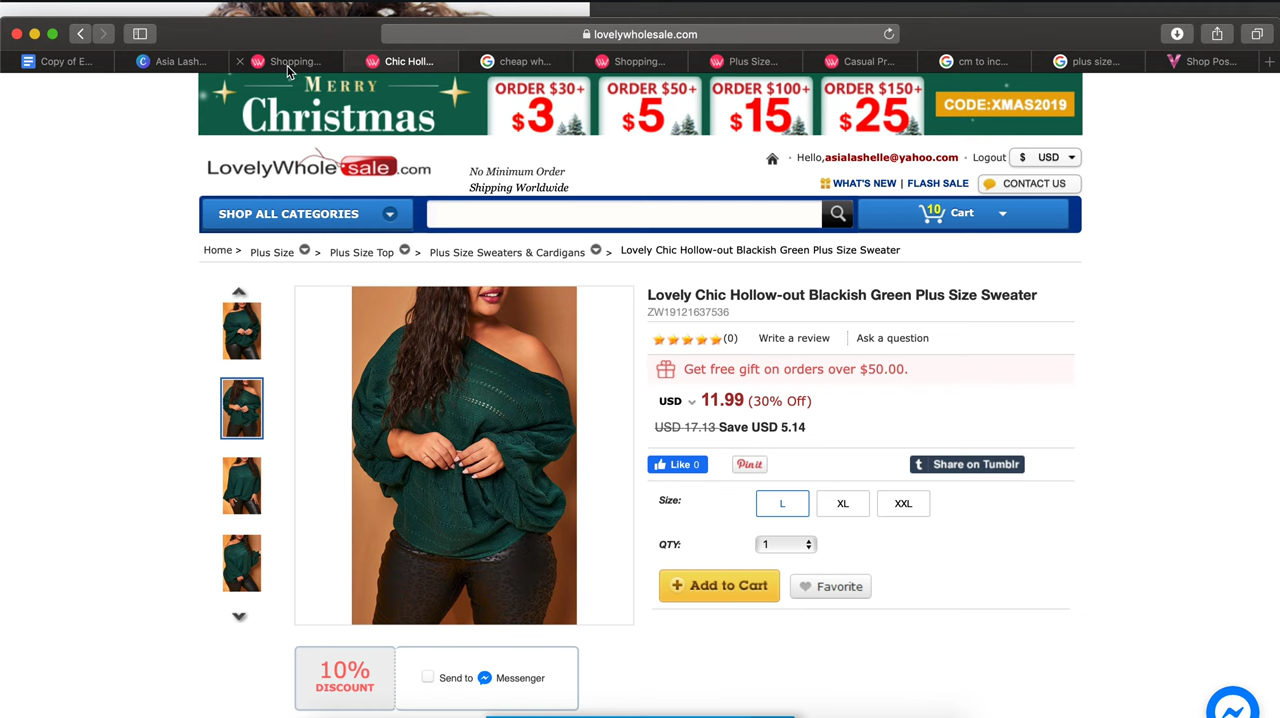 lovelywholesale.com
Copy of E...
Asia Lash...
Shopping...
Chic Holl...
cheap wh...
Shopping...
Plus Size...
Casual Pr...
cm to inc...
plus size...
Shop Pos...
MERRY
Christmas
ORDER $30+
$3
ORDER $50+
$5
ORDER $100+
$15
ORDER $150+
$25
CODE:XMAS2019
LovelyWholesale.com
No Minimum Order
Shipping Worldwide
Hello,asialashelle@yahoo.com
Logout
$ USD
WHAT'S NEW | FLASH SALE
CONTACT US
SHOP ALL CATEGORIES
10 Cart
Home > Plus Size > Plus Size Top > Plus Size Sweaters & Cardigans > Lovely Chic Hollow-out Blackish Green Plus Size Sweater
Lovely Chic Hollow-out Blackish Green Plus Size Sweater
ZW19121637536
(0) Write a review Ask a question
Get free gift on orders over $50.00.
USD 11.99 (30% Off)
USD 17.13 Save USD 5.14
Like 0
Pin it
t Share on Tumblr
Size: L XL XXL
QTY: 1
+ Add to Cart
Favorite
10%
DISCOUNT
Send to Messenger